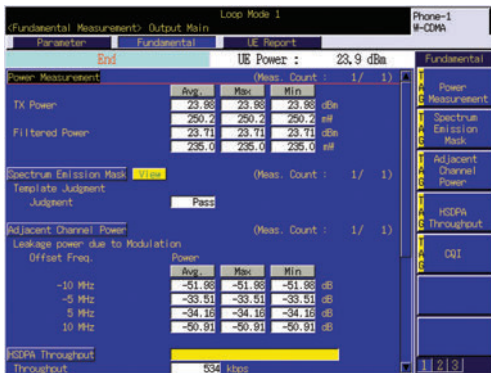 Loop Mode 1
<Fundamental Measurement> Output Main
Phone-1
W-CDMA
Parameter Fundamental UE Report
End UE Power : 23.9 dBm
Fundamental
Power Measurement (Meas. Count : 1/ 1)
Avg. Max Min
TX Power 23.98 23.98 23.98 dBm
250.2 250.2 250.2 mW
Filtered Power 23.71 23.71 23.71 dBm
235.0 235.0 235.0 mW
Spectrum Emission Mask View (Meas. Count : 1/ 1)
Template Judgment
Judgment Pass
Adjacent Channel Power (Meas. Count : 1/ 1)
Leakage power due to Modulation
Offset Freq. Power
Avg. Max Min
-10 MHz -51.98 -51.98 -51.98 dB
-5 MHz -33.51 -33.51 -33.51 dB
5 MHz -34.16 -34.16 -34.16 dB
10 MHz -50.91 -50.91 -50.91 dB
HSDPA Throughput
Throughput 534 kbps
TAG Power Measurement
TAG Spectrum Emission Mask
TAG Adjacent Channel Power
TAG HSDPA Throughput
TAG CQI
1 2 3